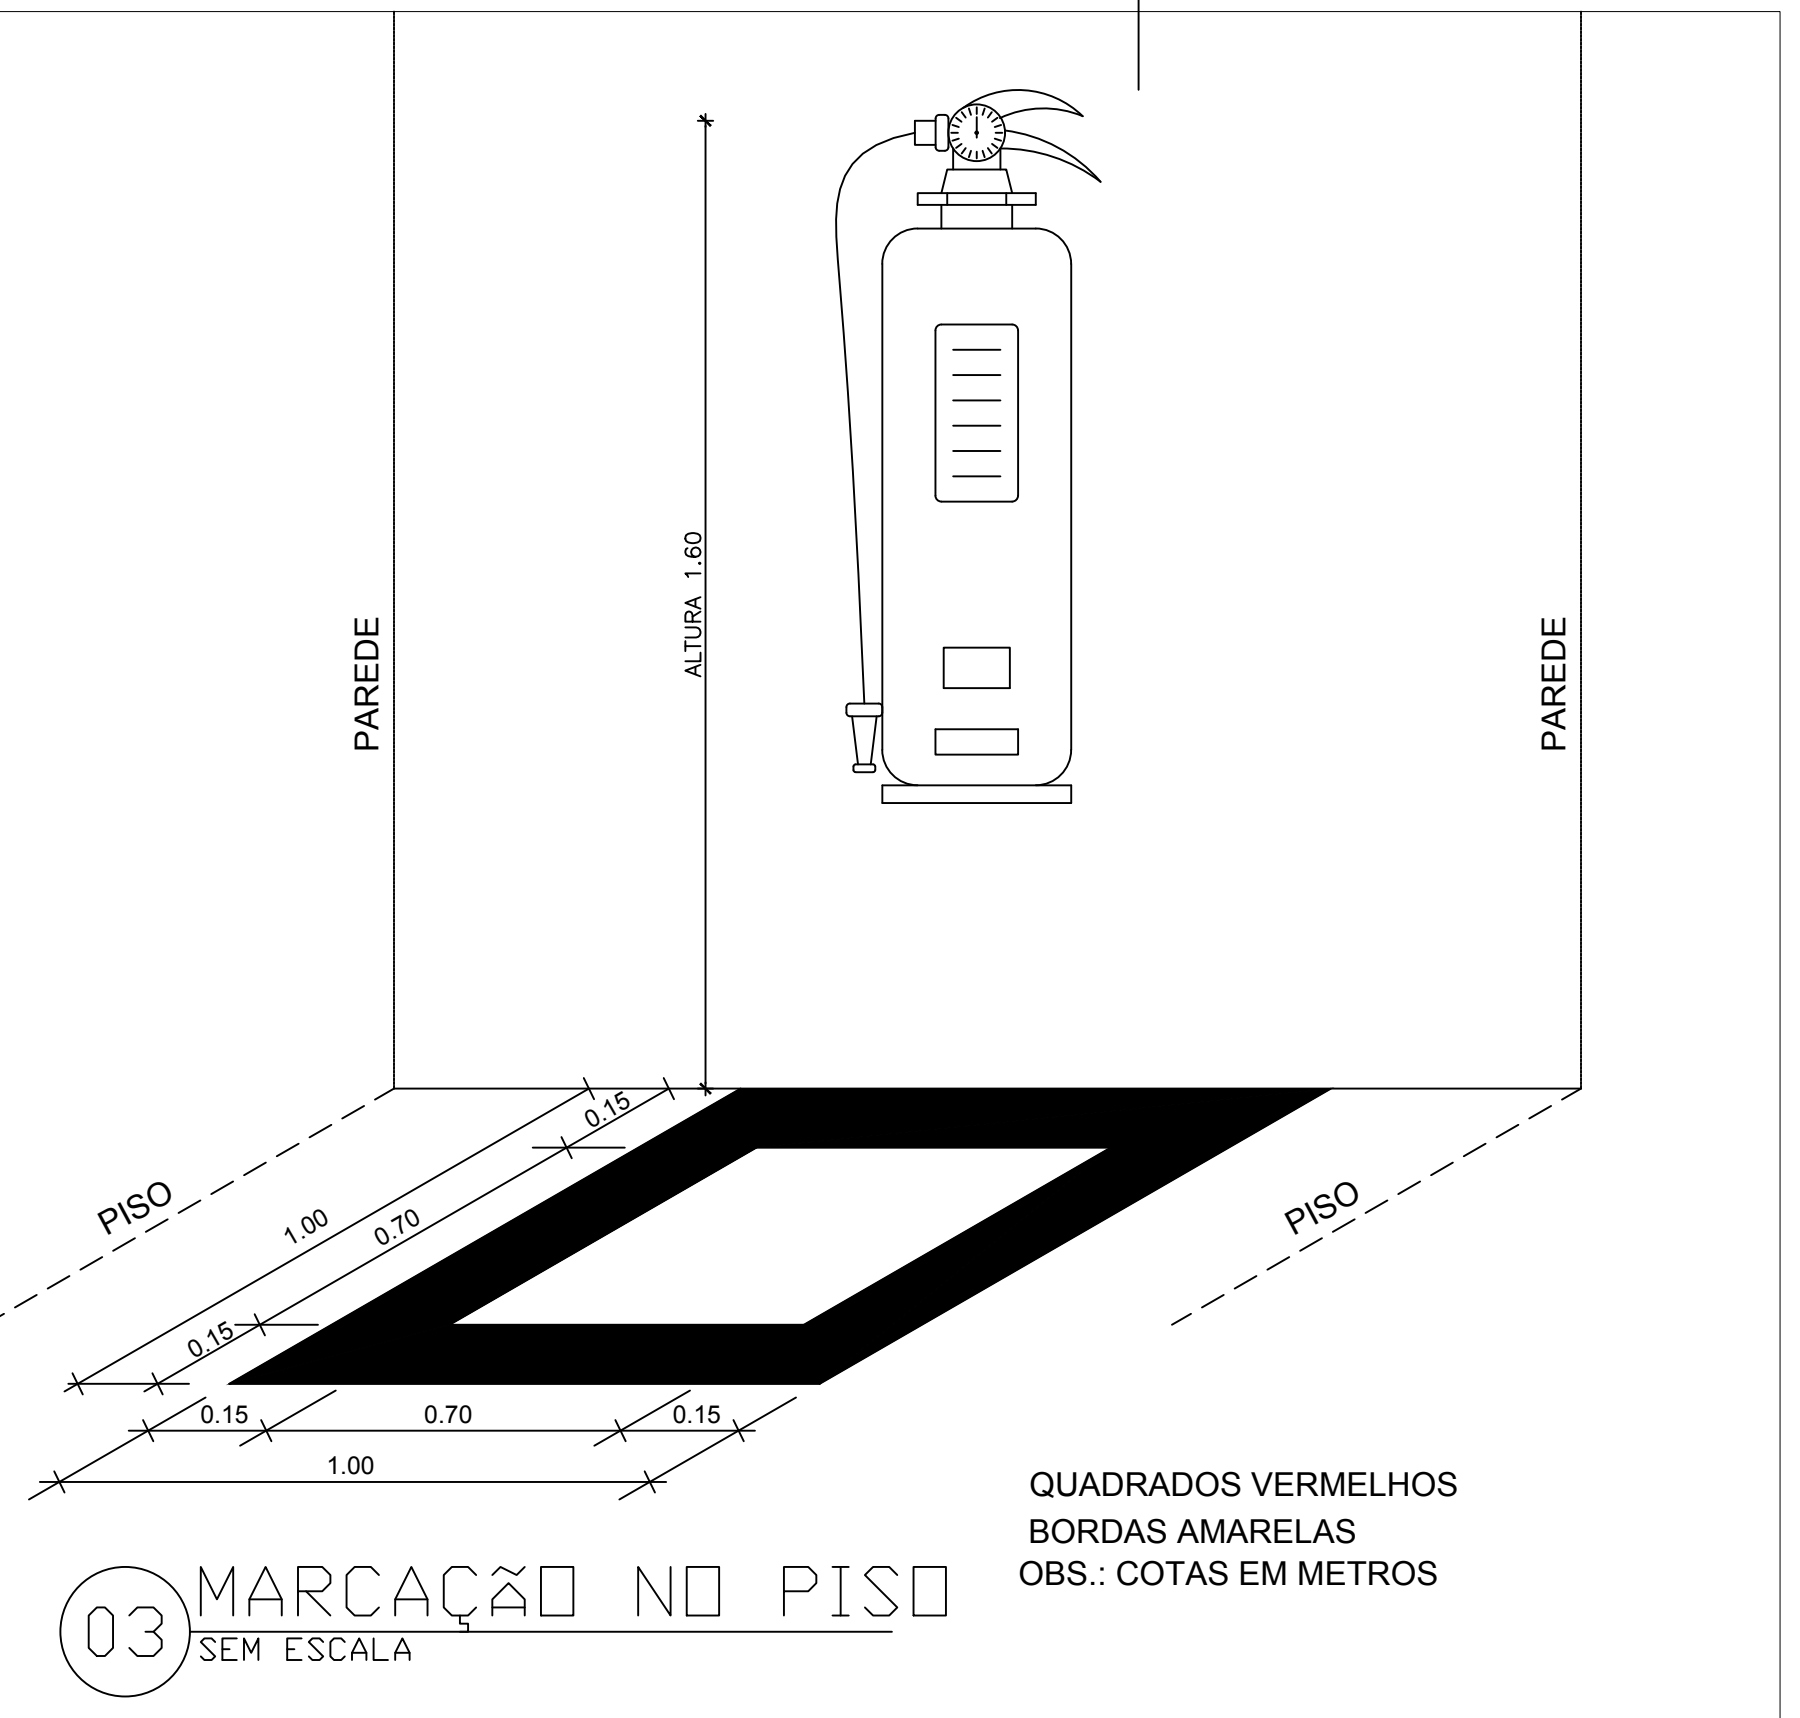 ALTURA 1.60
PAREDE
PAREDE
PISO
PISO
0.15
1.00
0.70
0.15
0.15
0.70
0.15
1.00
QUADRADOS VERMELHOS
BORDAS AMARELAS
OBS.: COTAS EM METROS
03
MARCAÇÃO NO PISO
SEM ESCALA